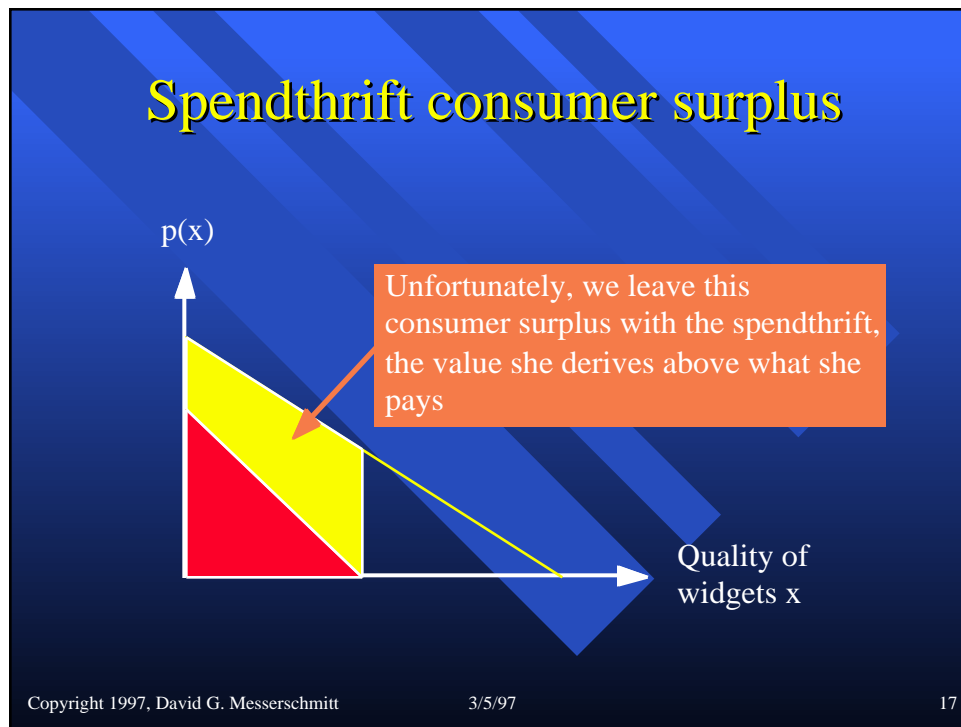 Spendthrift consumer surplus
p(x)
Unfortunately, we leave this
consumer surplus with the spendthrift,
the value she derives above what she
pays
Quality of
widgets x
Copyright 1997, David G. Messerschmitt 3/5/97 17